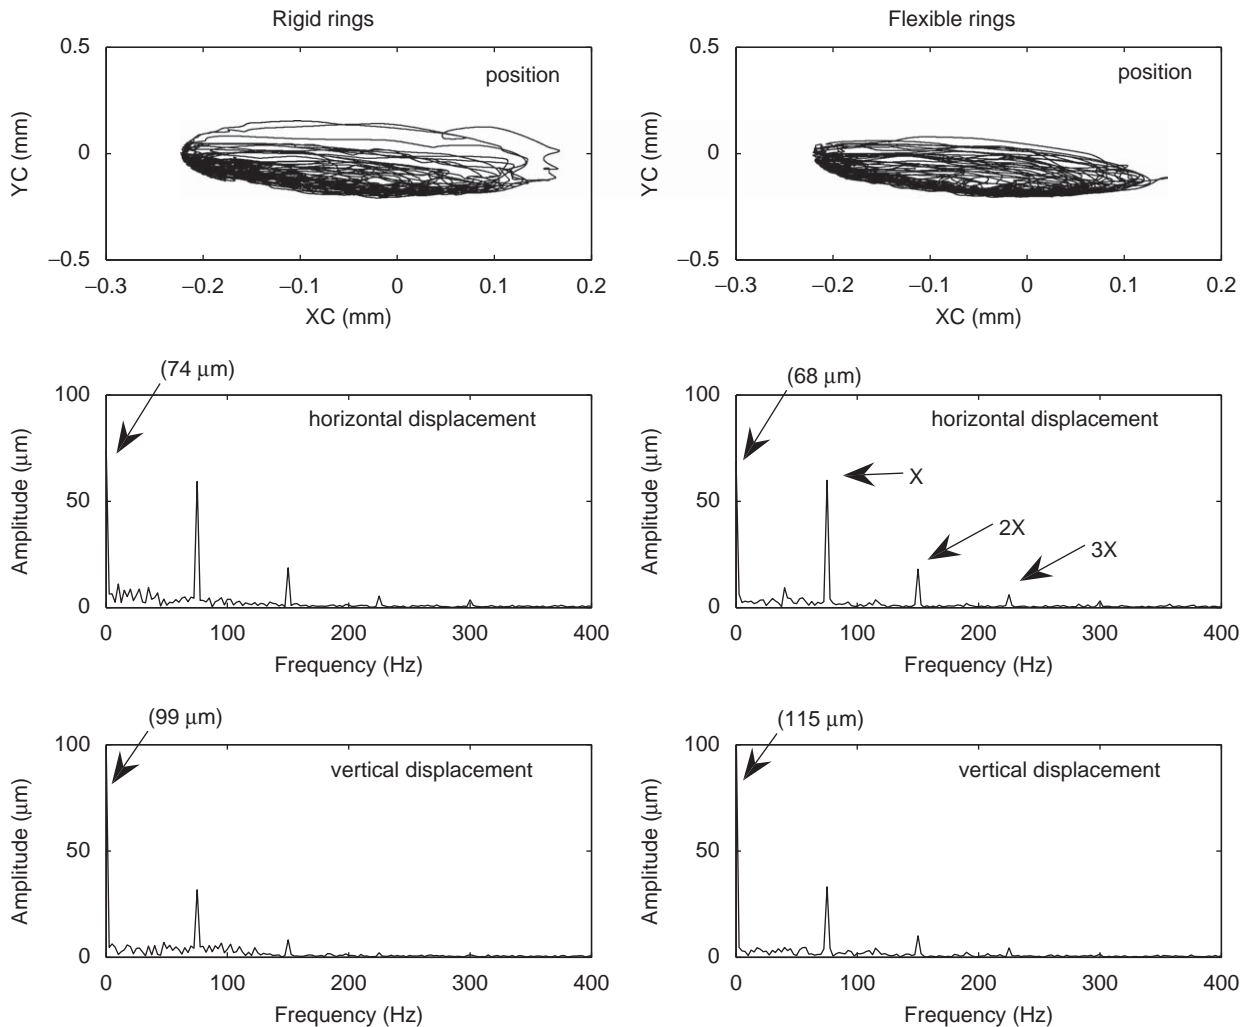 Rigid rings
0.5
0
−0.5
YC (mm)
position
−0.3 −0.2 −0.1 0 0.1 0.2
XC (mm)
Flexible rings
0.5
0
−0.5
YC (mm)
position
−0.3 −0.2 −0.1 0 0.1 0.2
XC (mm)
(74 μm)
100
50
0
Amplitude (μm)
horizontal displacement
0 100 200 300 400
Frequency (Hz)
(68 μm)
100
50
0
Amplitude (μm)
horizontal displacement
X
2X
3X
0 100 200 300 400
Frequency (Hz)
(99 μm)
100
50
0
Amplitude (μm)
vertical displacement
0 100 200 300 400
Frequency (Hz)
(115 μm)
100
50
0
Amplitude (μm)
vertical displacement
0 100 200 300 400
Frequency (Hz)